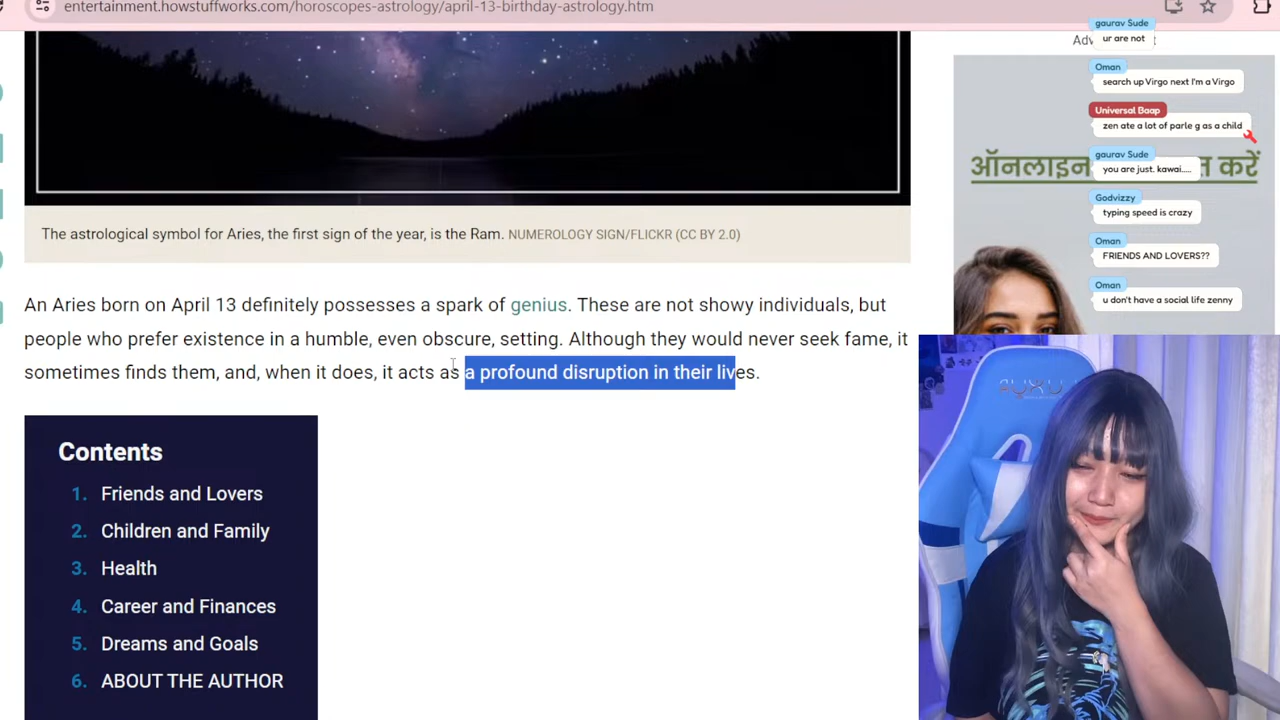 entertainment.howstuffworks.com/horoscopes-astrology/april-13-birthday-astrology.htm
The astrological symbol for Aries, the first sign of the year, is the Ram. NUMEROLOGY SIGN/FLICKR (CC BY 2.0)
An Aries born on April 13 definitely possesses a spark of genius. These are not showy individuals, but
people who prefer existence in a humble, even obscure, setting. Although they would never seek fame, it
sometimes finds them, and, when it does, it acts as a profound disruption in their lives.
Contents
1. Friends and Lovers
2. Children and Family
3. Health
4. Career and Finances
5. Dreams and Goals
6. ABOUT THE AUTHOR
gaurav Sude
ur are not
Oman
search up Virgo next I'm a Virgo
Universal Baap
zen ate a lot of parle g as a child
gaurav Sude
you are just. kawai.....
Godvizzy
typing speed is crazy
Oman
FRIENDS AND LOVERS??
Oman
u don't have a social life zenny
ऑनलाइन
करें